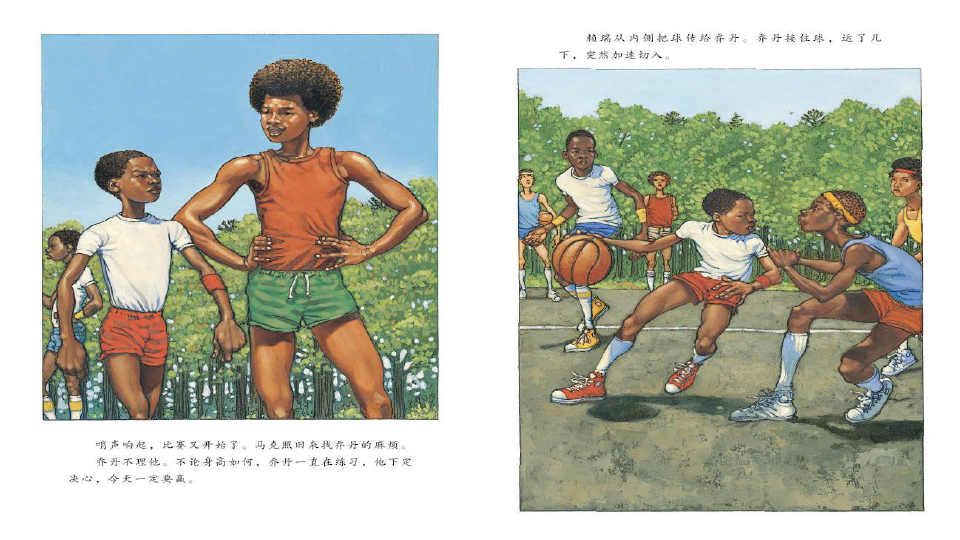 哨声响起，比赛又开始了。马克照旧来找乔丹的麻烦。
乔丹不理他。不论身高如何，乔丹一直在练习，他下定
决心，今天一定要赢。
赖瑞从内侧把球传给乔丹。乔丹接住球，运了几
下，突然加速切入。